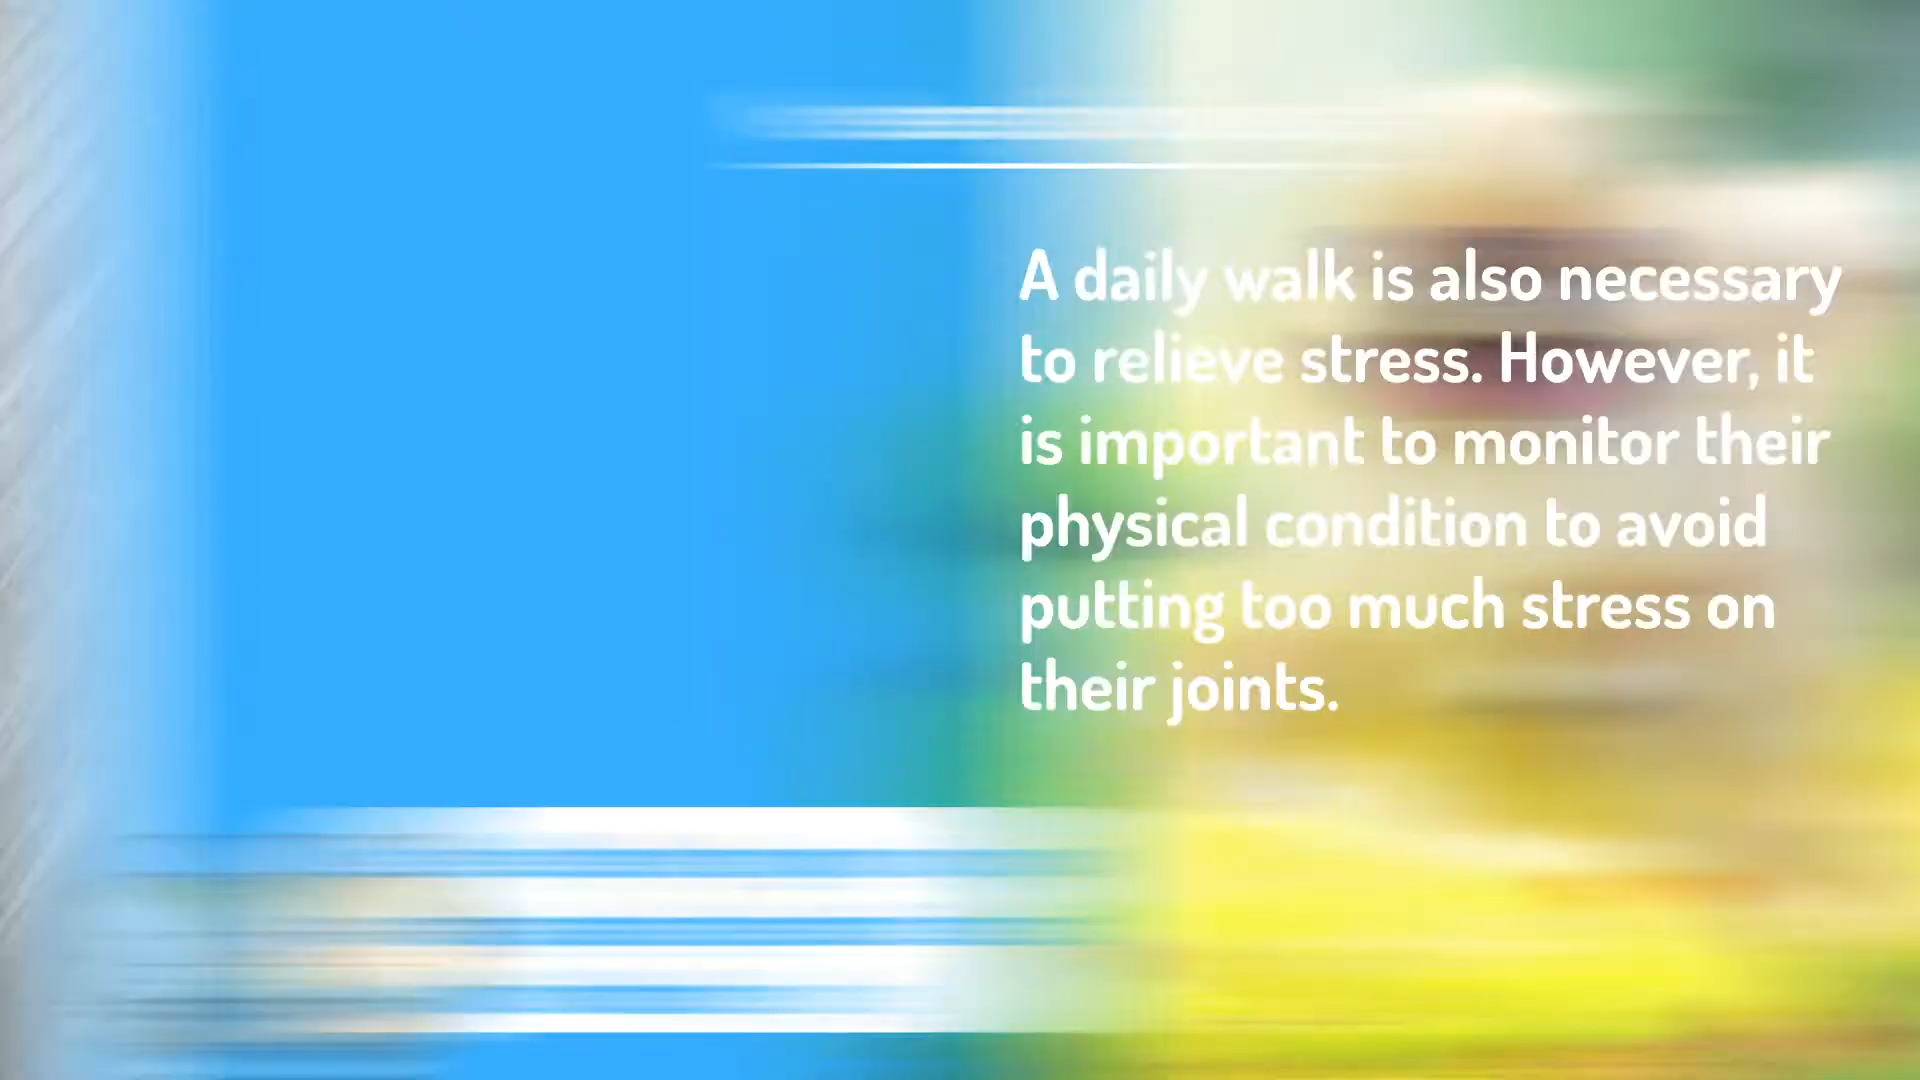 A daily walk is also necessary
to relieve stress. However, it
is important to monitor their
physical condition to avoid
putting too much stress on
their joints.